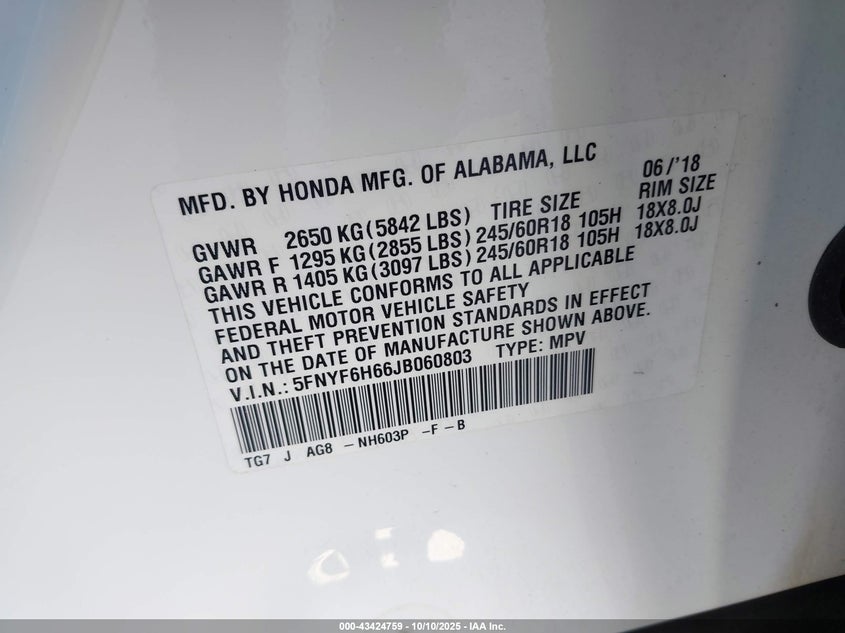 MFD. BY HONDA MFG. OF ALABAMA, LLC 06/'18
GVWR 2650 KG(5842 LBS) TIRE SIZE RIM SIZE
GAWR F 1295 KG(2855 LBS) 245/60R18 105H 18X8.0J
GAWR R 1405 KG(3097 LBS) 245/60R18 105H 18X8.0J
THIS VEHICLE CONFORMS TO ALL APPLICABLE
FEDERAL MOTOR VEHICLE SAFETY
AND THEFT PREVENTION STANDARDS IN EFFECT
ON THE DATE OF MANUFACTURE SHOWN ABOVE.
V.I.N.: 5FNYF6H66JB060803 TYPE: MPV
TG7 J AG8 -NH603P -F-B
000-43424759 - 10/10/2025 - IAA Inc.